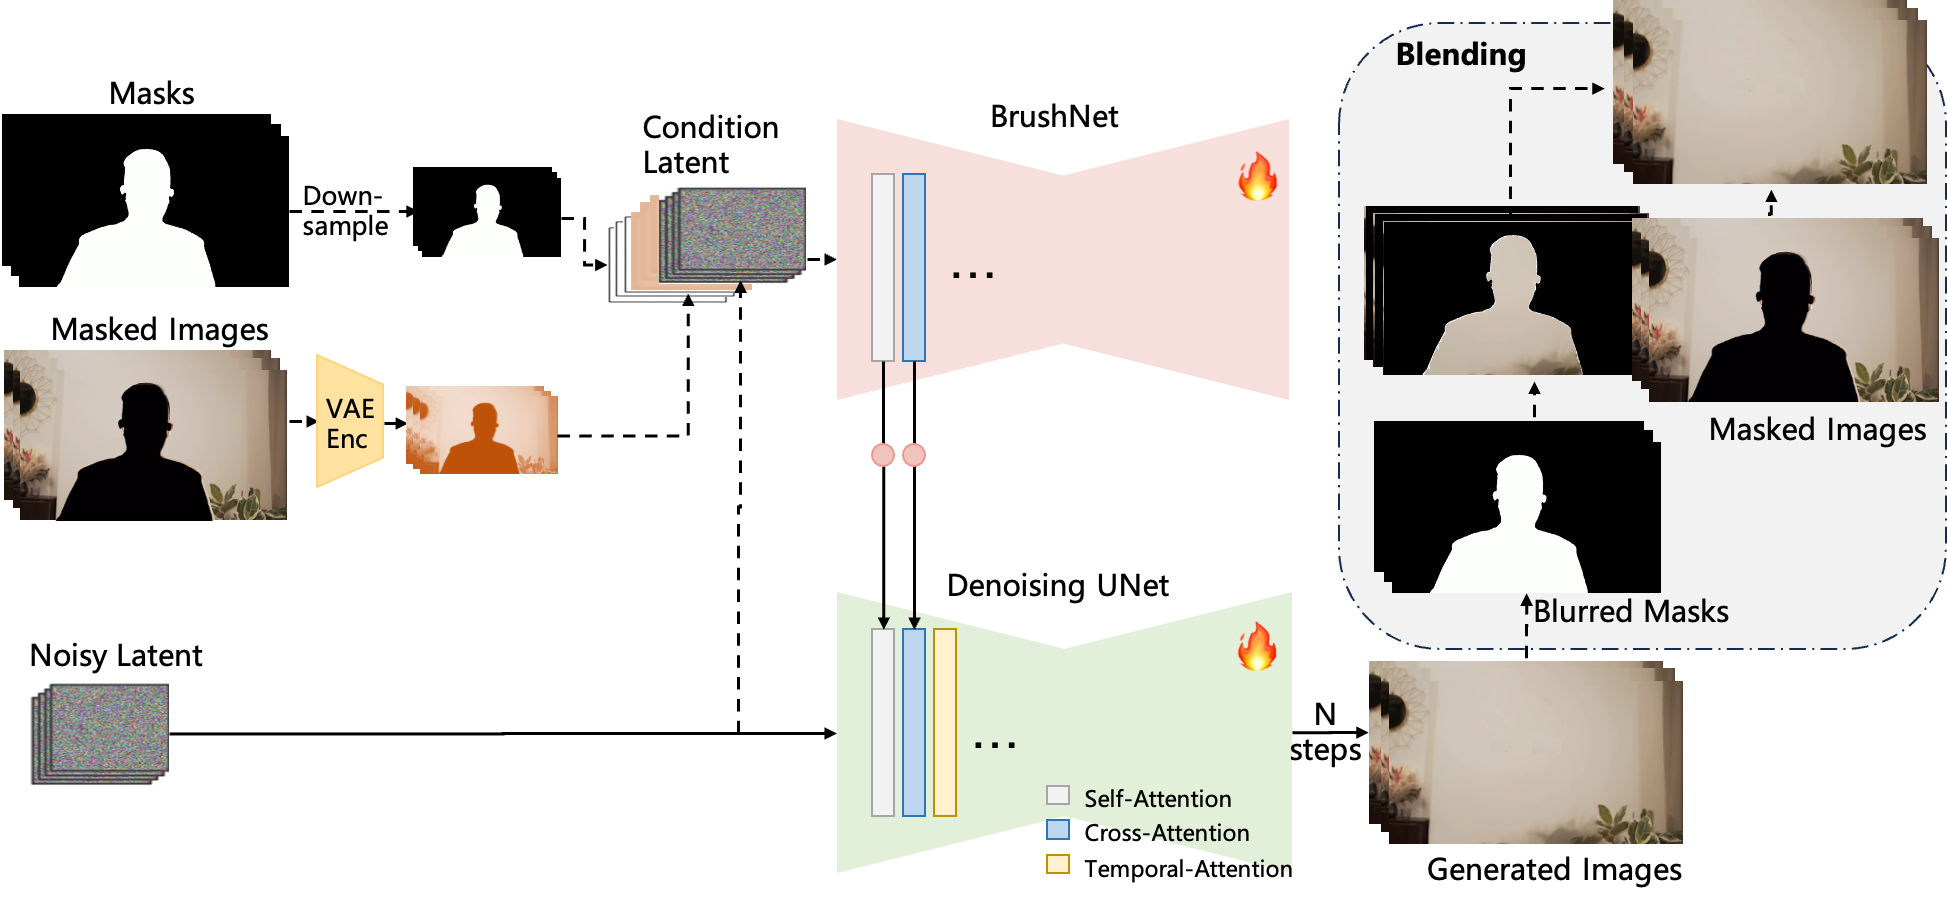 Masks
Down-
sample
Masked Images
VAE
Enc
Condition
Latent
Noisy Latent
BrushNet
...
Denoising UNet
...
Self-Attention
Cross-Attention
Temporal-Attention
N
steps
Blending
Masked Images
Blurred Masks
Generated Images